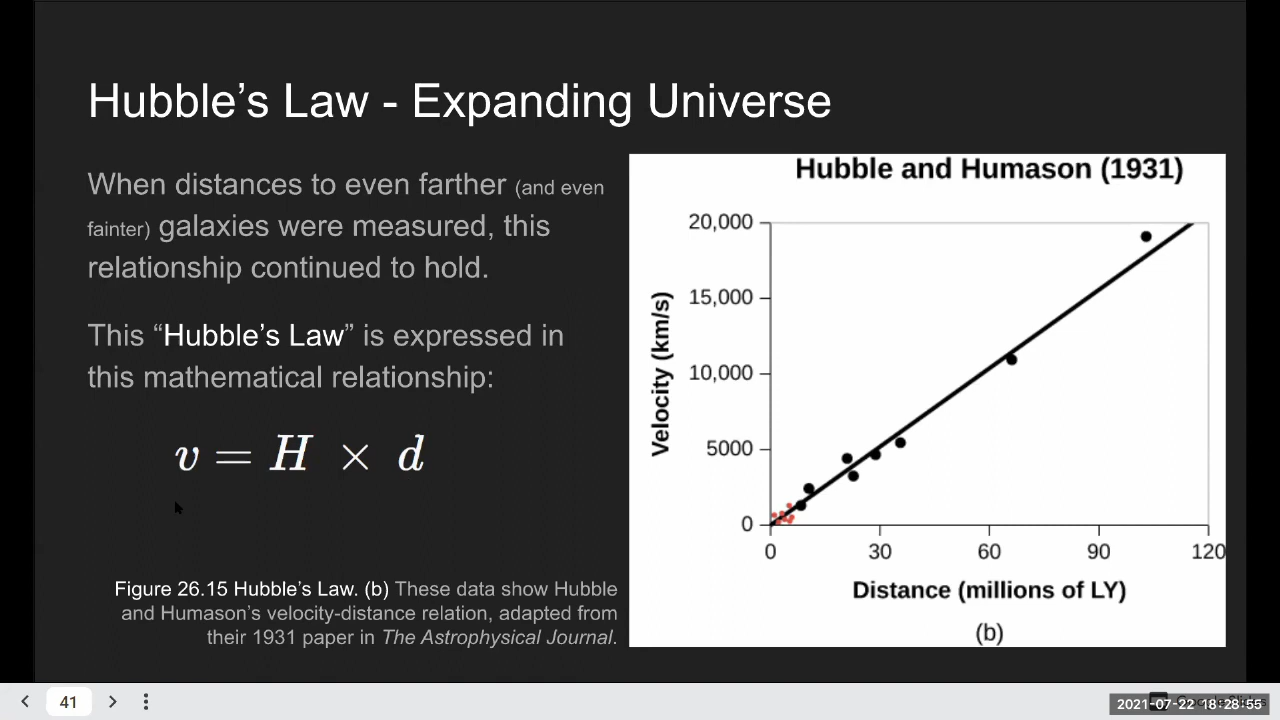 Hubble’s Law - Expanding Universe
When distances to even farther (and even
fainter) galaxies were measured, this
relationship continued to hold.
This “Hubble’s Law” is expressed in
this mathematical relationship:
v = H × d
Figure 26.15 Hubble’s Law. (b) These data show Hubble
and Humason’s velocity-distance relation, adapted from
their 1931 paper in The Astrophysical Journal.
Hubble and Humason (1931)
Velocity (km/s)
20,000
15,000
10,000
5000
0
0 30 60 90 120
Distance (millions of LY)
(b)
41
2021-07-22 18:28:55